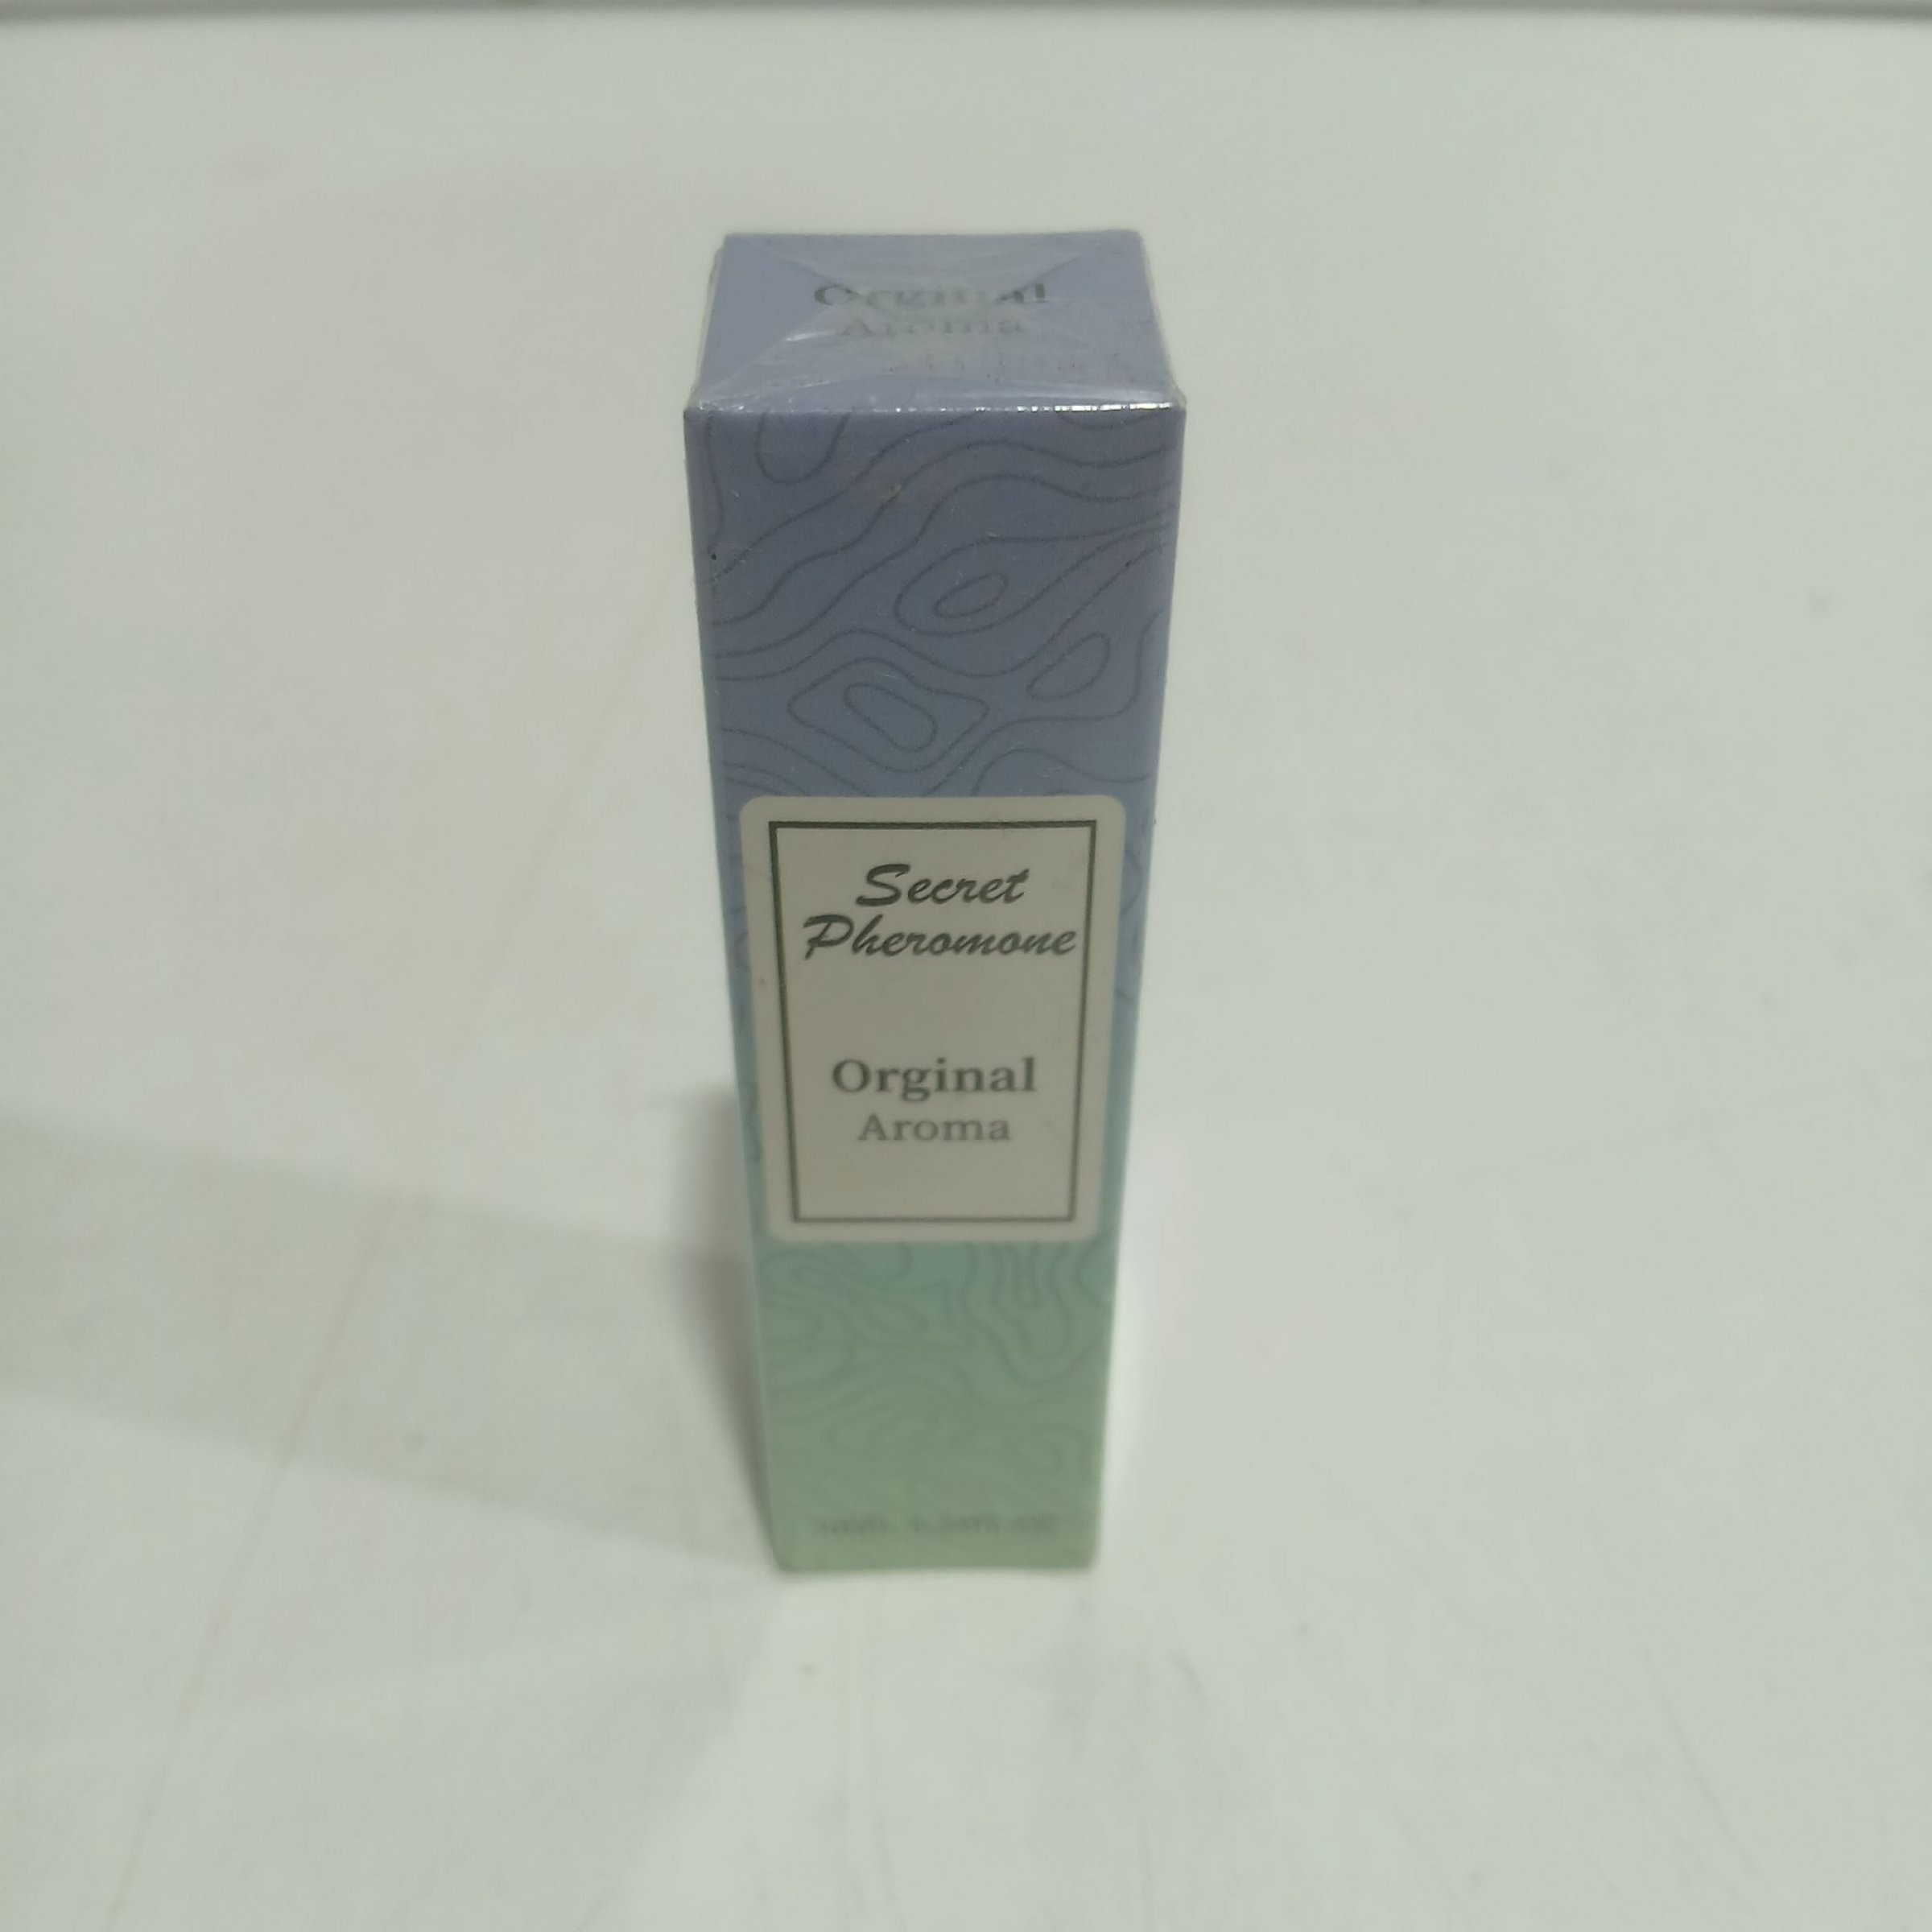 Orginal
Aroma
Secret
Pheromone
Orginal
Aroma